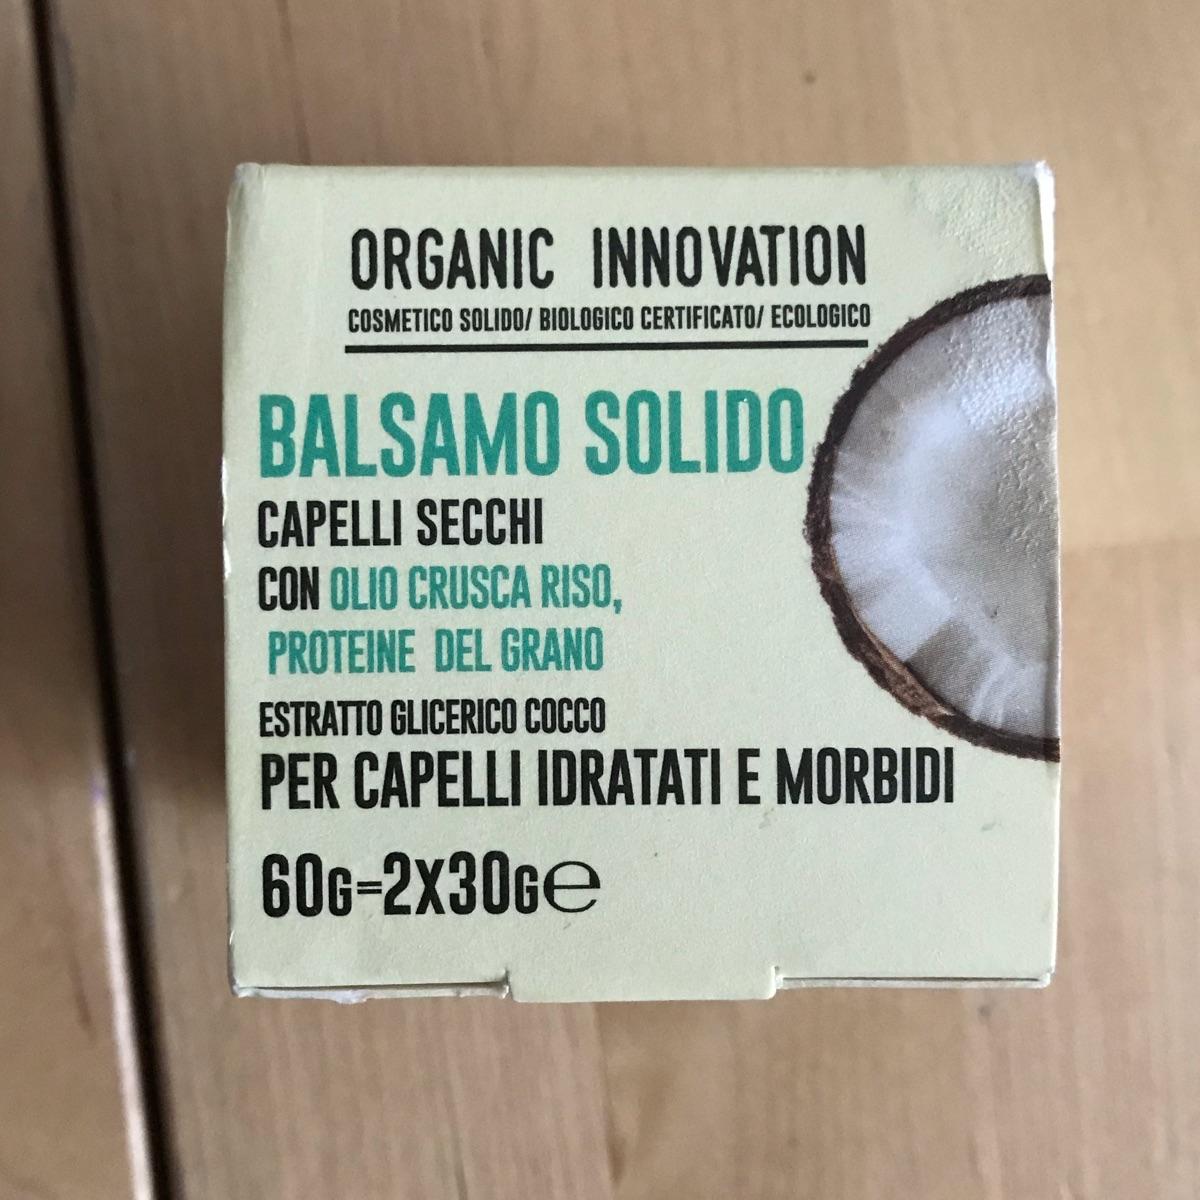 ORGANIC INNOVATION
COSMETICO SOLIDO/ BIOLOGICO CERTIFICATO/ ECOLOGICO
BALSAMO SOLIDO
CAPELLI SECCHI
CON OLIO CRUSCA RISO,
PROTEINE DEL GRANO
ESTRATTO GLICERICO COCCO
PER CAPELLI IDRATATI E MORBIDI
60G=2X30G℮